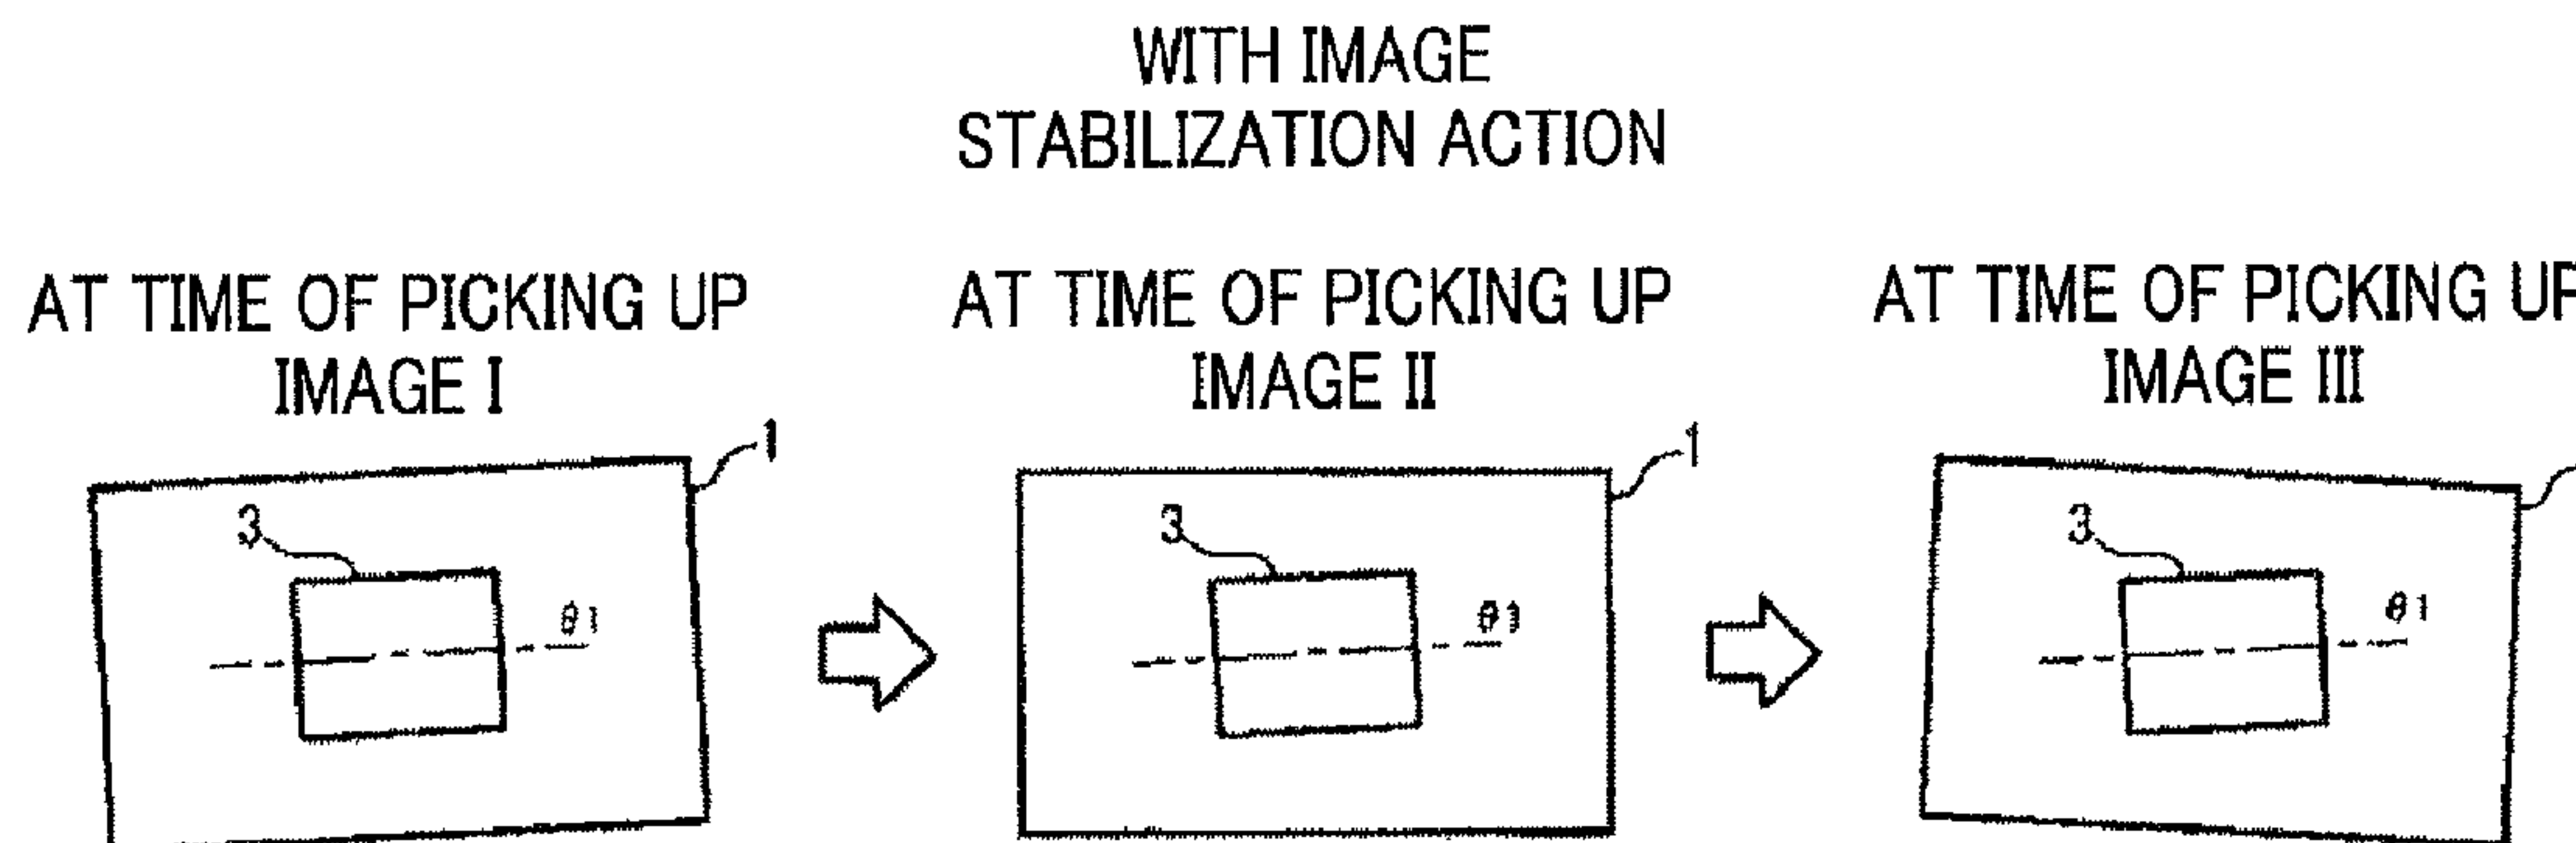 WITH IMAGE
STABILIZATION ACTION
AT TIME OF PICKING UP
IMAGE I
AT TIME OF PICKING UP
IMAGE II
AT TIME OF PICKING UP
IMAGE III
1
3
θ1
1
3
θ1
3
θ1